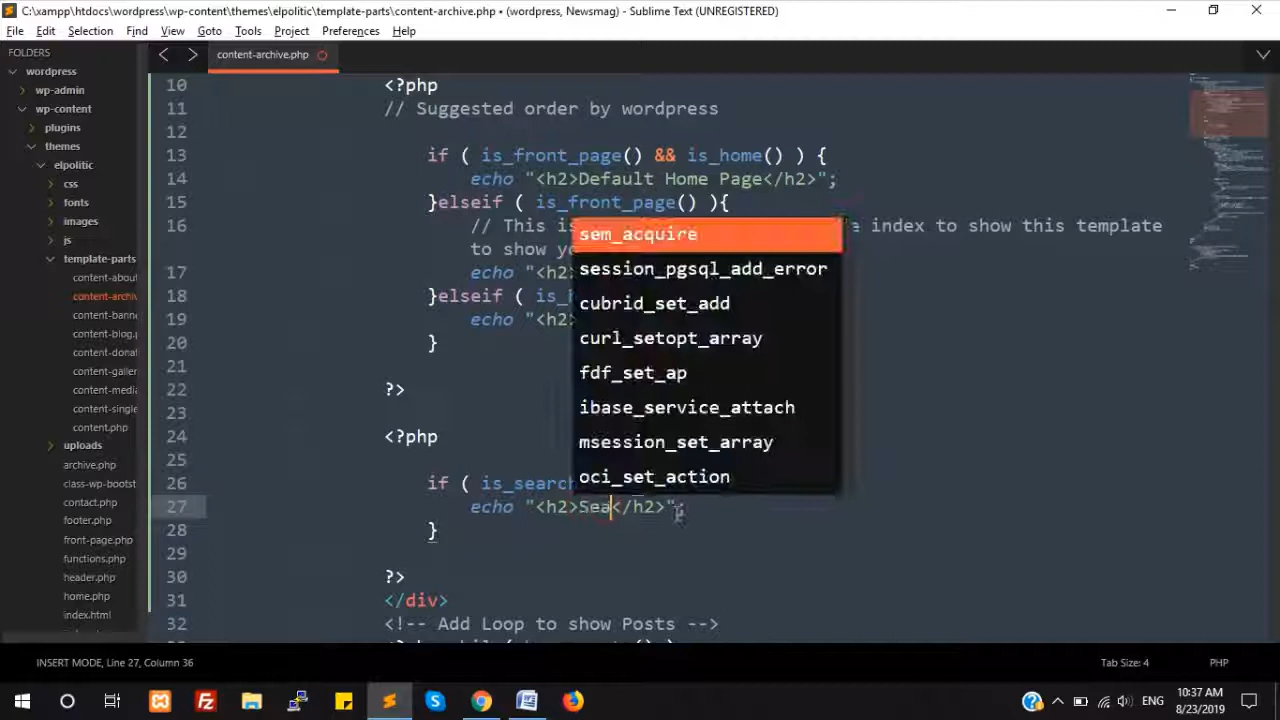 C:\xampp\htdocs\wordpress\wp-content\themes\elpolitic\template-parts\content-archive.php • (wordpress, Newsmag) - Sublime Text (UNREGISTERED)
File Edit Selection Find View Goto Tools Project Preferences Help
FOLDERS
content-archive.php
wordpress
wp-admin
wp-content
plugins
themes
elpolitic
css
fonts
images
js
template-parts
content-abou
content-archiv
content-bann
content-blog.
content-dona
content-galler
content-media
content-single
content.php
uploads
archive.php
class-wp-bootst
contact.php
footer.php
front-page.php
functions.php
header.php
home.php
index.html
10 <?php
11 // Suggested order by wordpress
12
13 if ( is_front_page() && is_home() ) {
14 echo "<h2>Default Home Page</h2>";
15 }elseif ( is_front_page() ){
16 // This is index to show this template
to show yo
17 echo "<h2>
18 }elseif ( is_h
19 echo "<h2>
20 }
21
22 ?>
23
24 <?php
25
26 if ( is_search
27 echo "<h2>Sea</h2>";
28 }
29
30 ?>
31 </div>
32 <!-- Add Loop to show Posts -->
sem_acquire
session_pgsql_add_error
cubrid_set_add
curl_setopt_array
fdf_set_ap
ibase_service_attach
msession_set_array
oci_set_action
INSERT MODE, Line 27, Column 36
Tab Size: 4
PHP
ENG
10:37 AM
8/23/2019